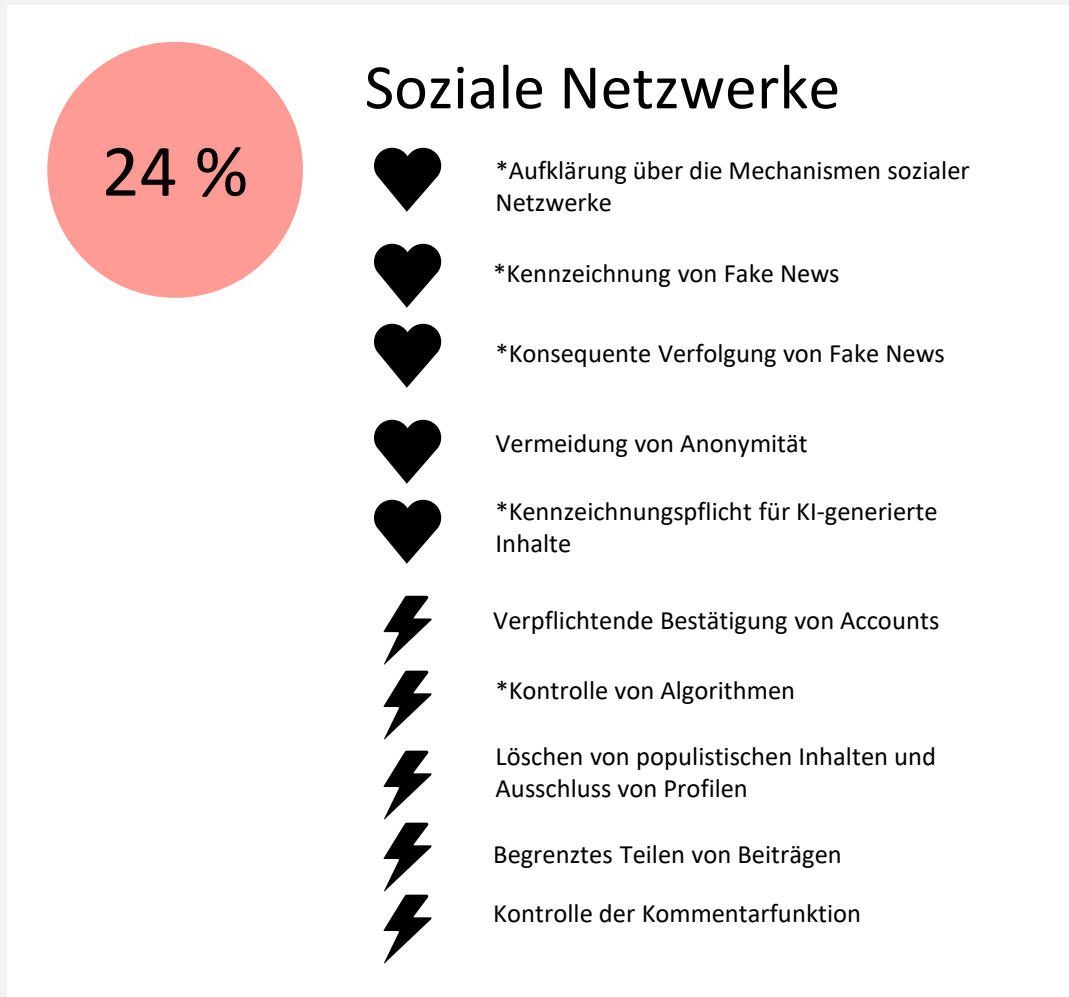 24 %
Soziale Netzwerke
*Aufklärung über die Mechanismen sozialer
Netzwerke
*Kennzeichnung von Fake News
*Konsequente Verfolgung von Fake News
Vermeidung von Anonymität
*Kennzeichnungspflicht für KI-generierte
Inhalte
Verpflichtende Bestätigung von Accounts
*Kontrolle von Algorithmen
Löschen von populistischen Inhalten und
Ausschluss von Profilen
Begrenztes Teilen von Beiträgen
Kontrolle der Kommentarfunktion